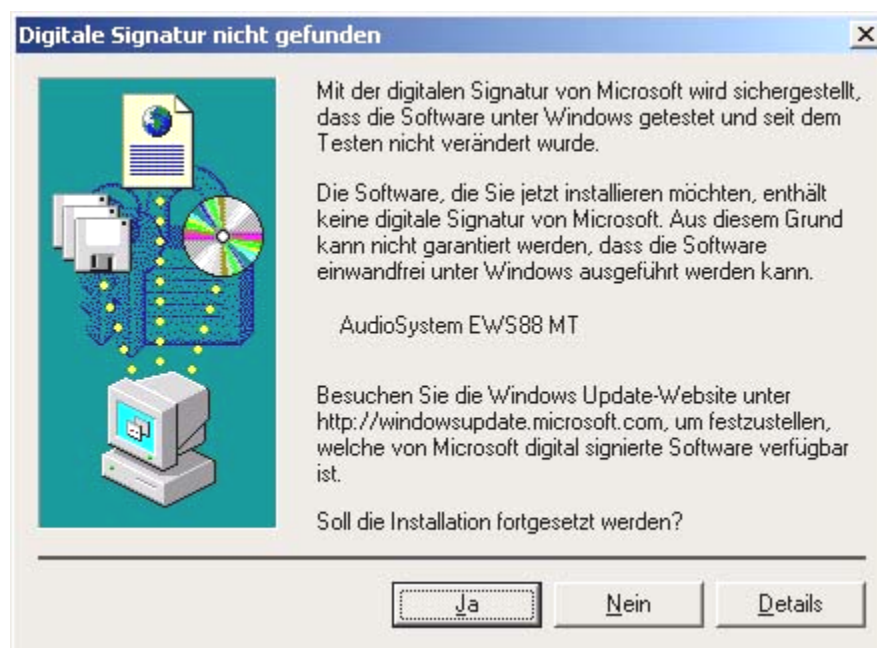 Digitale Signatur nicht gefunden
Mit der digitalen Signatur von Microsoft wird sichergestellt,
dass die Software unter Windows getestet und seit dem
Testen nicht verändert wurde.
Die Software, die Sie jetzt installieren möchten, enthält
keine digitale Signatur von Microsoft. Aus diesem Grund
kann nicht garantiert werden, dass die Software
einwandfrei unter Windows ausgeführt werden kann.
AudioSystem EWS88 MT
Besuchen Sie die Windows Update-Website unter
http://windowsupdate.microsoft.com, um festzustellen,
welche von Microsoft digital signierte Software verfügbar
ist.
Soll die Installation fortgesetzt werden?
Ja
Nein
Details